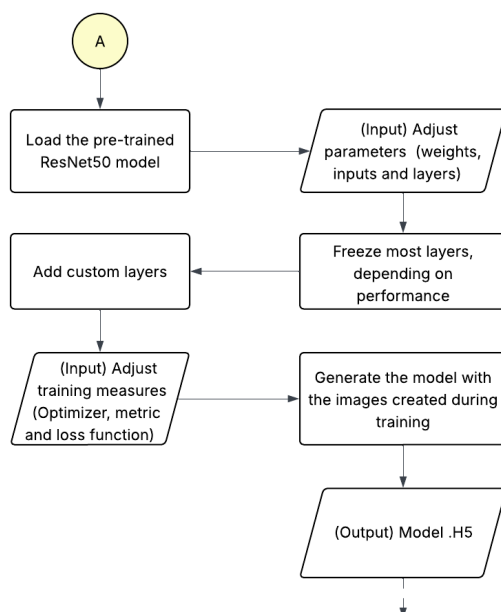 A
Load the pre-trained
ResNet50 model
(Input) Adjust
parameters (weights,
inputs and layers)
Freeze most layers,
depending on
performance
Add custom layers
(Input) Adjust
training measures
(Optimizer, metric
and loss function)
Generate the model with
the images created during
training
(Output) Model .H5